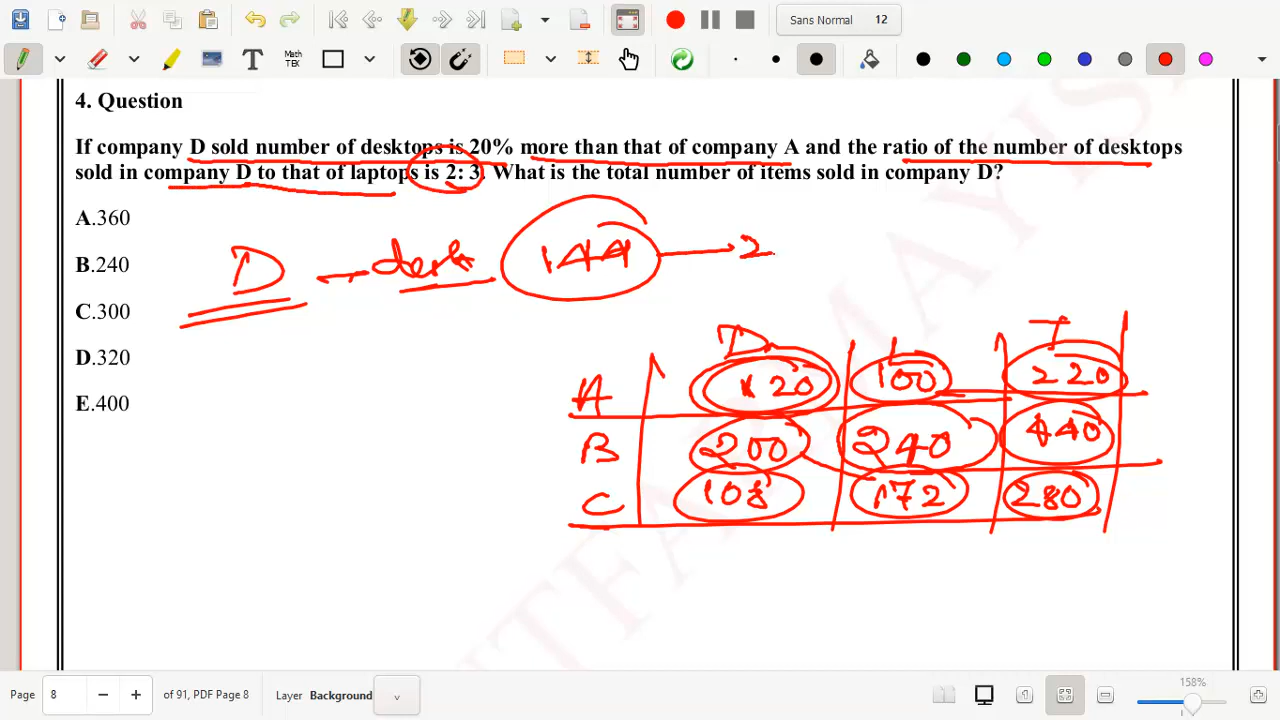 Sans Normal 12
Math
TEX
4. Question
If company D sold number of desktops is 20% more than that of company A and the ratio of the number of desktops
sold in company D to that of laptops is 2: 3. What is the total number of items sold in company D?
A.360
B.240
C.300
D.320
E.400
D → desk 144 → 2
D L T
A 120 100 220
B 200 240 440
C 108 172 280
Page 8 of 91, PDF Page 8 Layer Background 158%